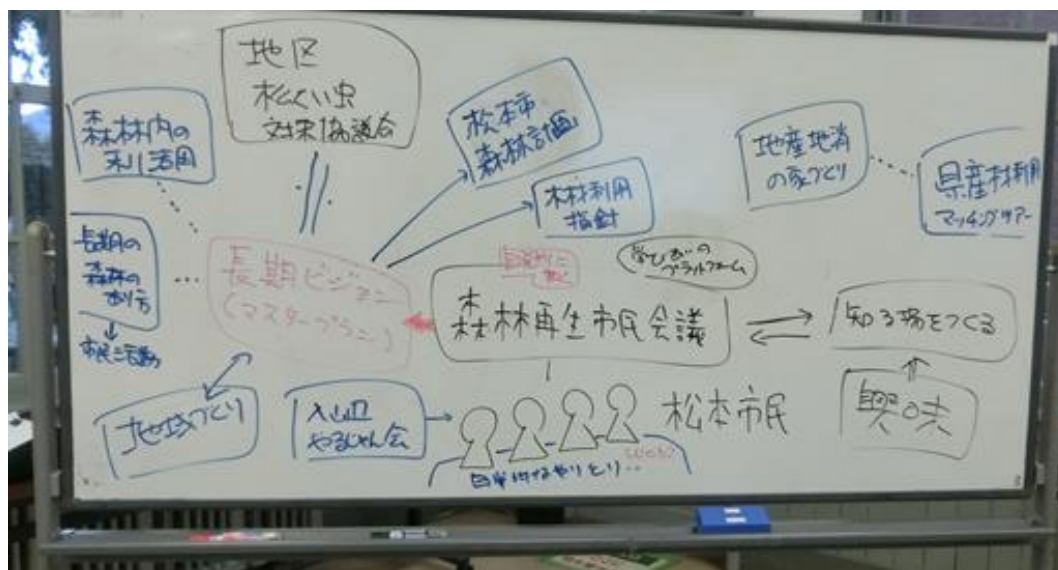 地区
松くい虫
対策協議会
森林内の
利活用
松本市
森林計画
木材利用
指針
地産地消
の家づくり
県産材利用
マッチングツアー
長期の
森林の
あり方
長期ビジョン
(マスタープラン)
学びあいの
プラットフォーム
森林再生市民会議
知る場をつくる
興味
地域づくり
入山辺
やるじゃん会
松本市民
日常的なやりとり‥